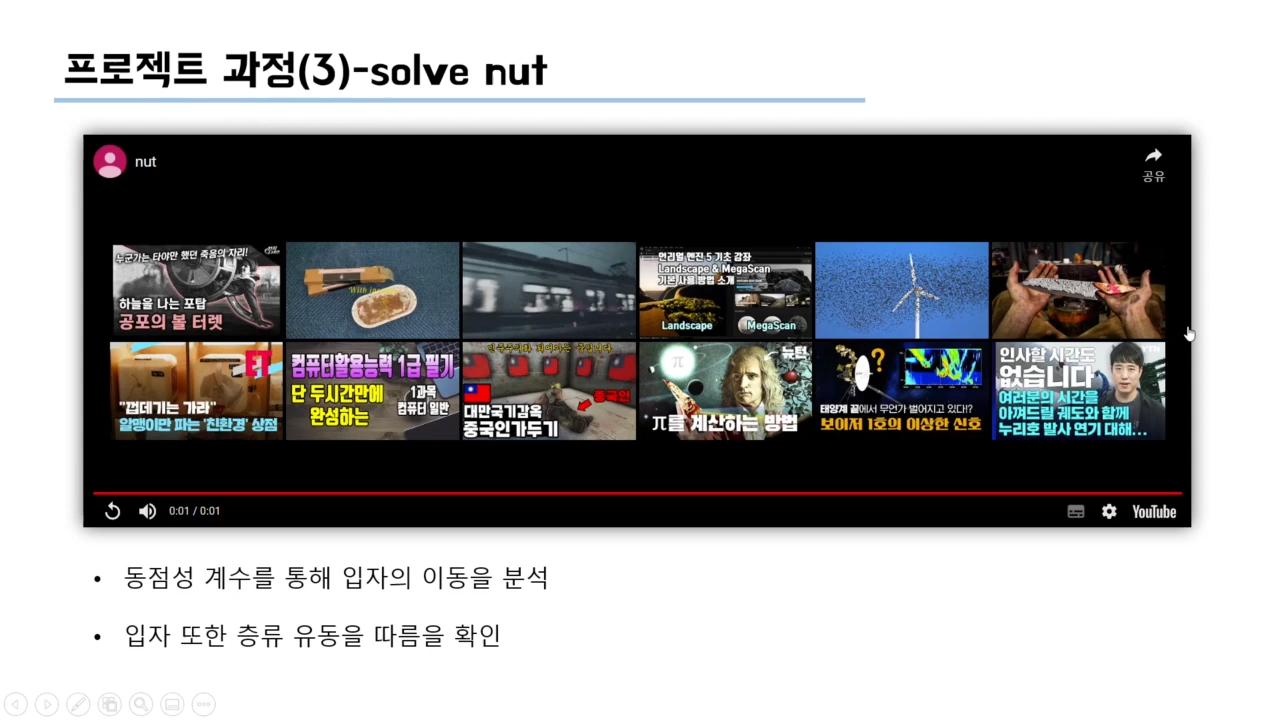 프로젝트 과정(3)-solve nut
nut
공유
누군가는 타야만 했던 죽음의 자리!
하늘을 나는 포탑
공포의 볼 터렛
언리얼 엔진 5 기초 강좌
Landscape & MegaScan
기본 사용 방법 소개
Landscape
MegaScan
"껍데기는 가라"
알맹이만 파는 '친환경' 상점
컴퓨터활용능력 1급 필기
단 두시간만에
완성하는
1과목
컴퓨터 일반
중국인
대만국기감옥
중국인가두기
π
뉴턴
π를 계산하는 방법
?
태양계 끝에서 무언가 벌어지고 있다!?
보이저 1호의 이상한 신호
인사할 시간도
없습니다
여러분의 시간을
아껴드릴 궤도와 함께
누리호 발사 연기 대해...
0:01 / 0:01
YouTube
• 동점성 계수를 통해 입자의 이동을 분석
• 입자 또한 층류 유동을 따름을 확인